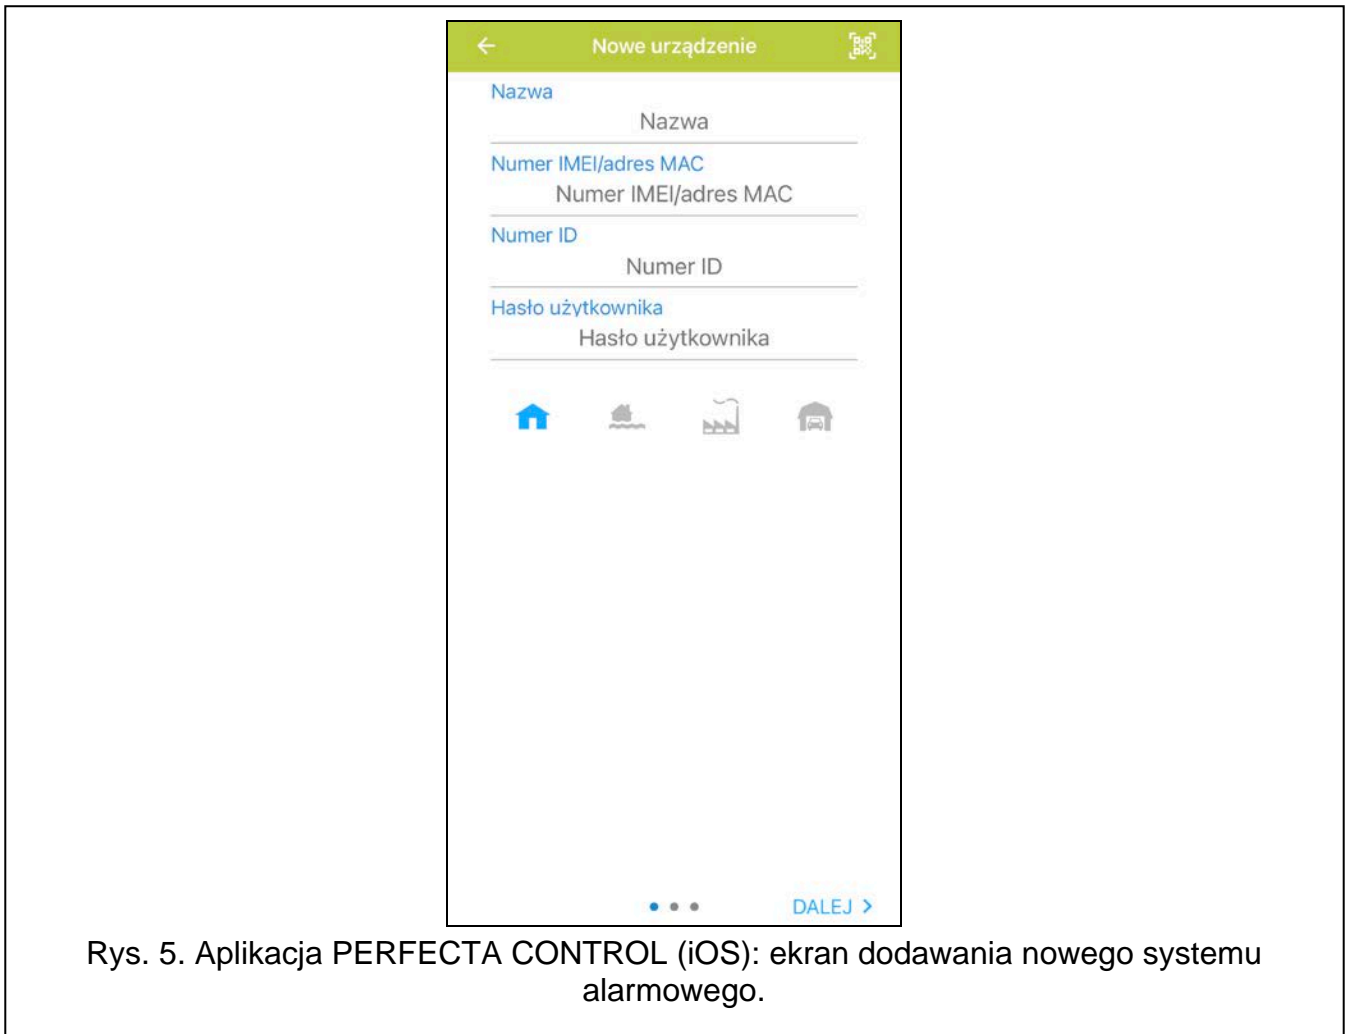 Nowe urządzenie
Nazwa
Nazwa
Numer IMEI/adres MAC
Numer IMEI/adres MAC
Numer ID
Numer ID
Hasło użytkownika
Hasło użytkownika
DALEJ >
Rys. 5. Aplikacja PERFECTA CONTROL (iOS): ekran dodawania nowego systemu
alarmowego.